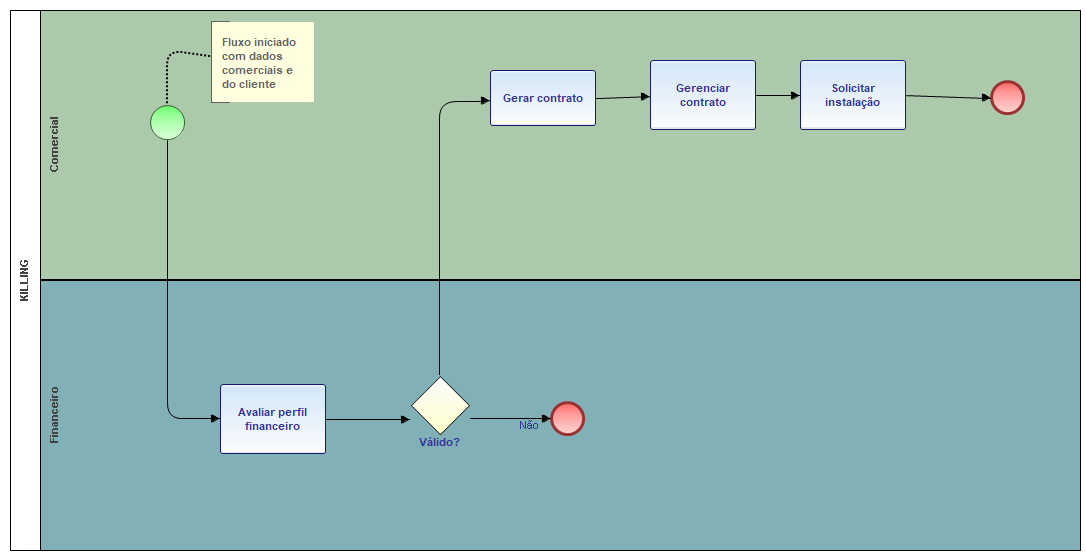 KILLING
Comercial
Fluxo iniciado
com dados
comerciais e
do cliente
Gerar contrato
Gerenciar
contrato
Solicitar
instalação
Financeiro
Avaliar perfil
financeiro
Válido?
Não